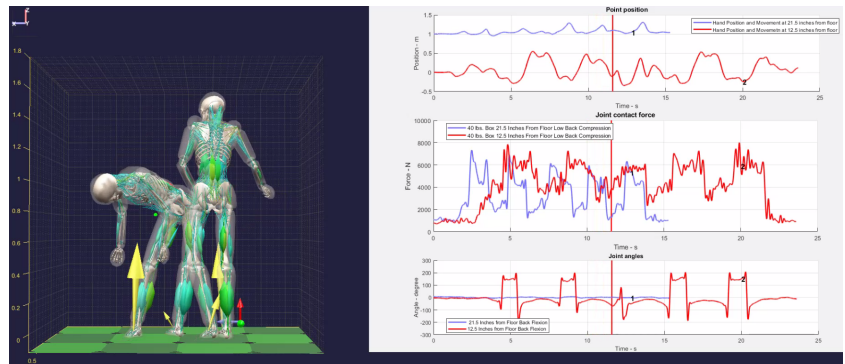 Z
X
1.8
1.6
1.4
1.2
1
0.8
0.6
0.4
0.2
0
0.5
Point position
Position - m
1.5
1
0.5
0
-0.5
Hand Position and Movement at 21.5 inches from floor
Hand Position and Movemetn at 12.5 inches from floor
1
2
0 5 10 15 20 25
Time - s
Joint contact force
Force - N
10000
8000
6000
4000
2000
0
40 lbs. Box 21.5 Inches From Floor Low Back Compression
40 lbs. Box 12.5 Inches From Floor Low Back Compression
1
2
0 5 10 15 20 25
Time - s
Joint angles
Angle - degree
300
200
100
0
-100
-200
-300
1
2
21.5 Inches from Floor Back Flexion
12.5 Inches from Floor Back Flexion
0 5 10 15 20 25
Time - s